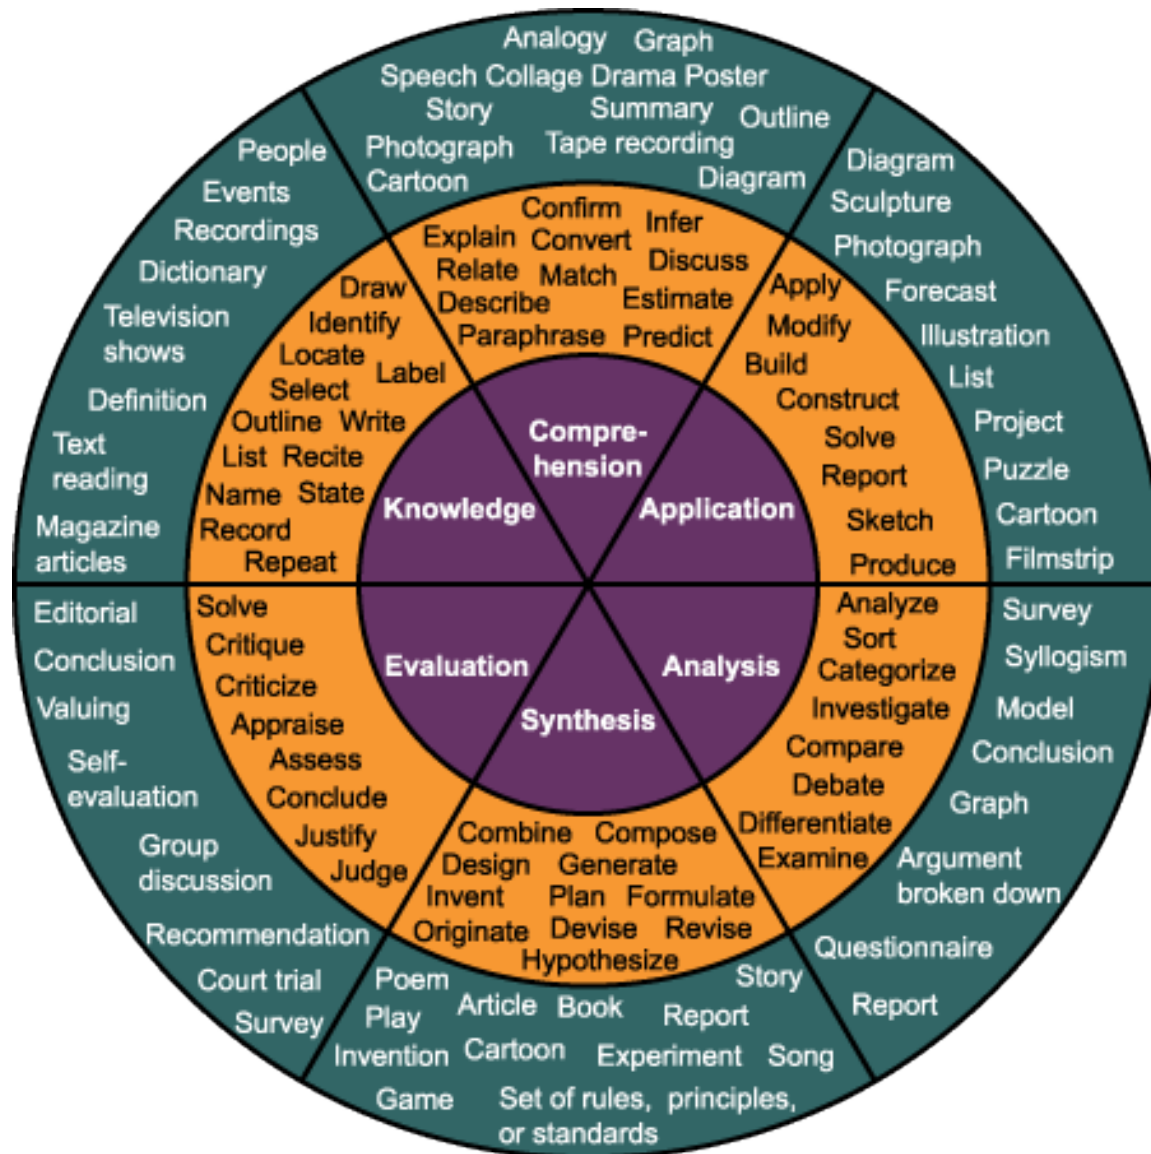 Analogy Graph
Speech Collage Drama Poster
Story Summary Outline
Photograph Tape recording
Cartoon Diagram
Confirm Infer
Explain Convert Discuss
Relate Match
Describe Estimate
Paraphrase Predict
Compre-
hension
Diagram
Sculpture
Photograph
Forecast
Illustration
List
Project
Puzzle
Cartoon
Filmstrip
Apply
Modify
Build
Construct
Solve
Report
Sketch
Produce
Application
Survey
Syllogism
Model
Conclusion
Graph
Argument
broken down
Questionnaire
Report
Analyze
Sort
Categorize
Investigate
Compare
Debate
Differentiate
Examine
Analysis
Synthesis
Combine Compose
Design Generate
Invent Plan Formulate
Originate Devise Revise
Hypothesize
Poem Story
Play Article Book Report
Invention Cartoon Experiment Song
Game Set of rules, principles,
or standards
Evaluation
Solve
Critique
Criticize
Appraise
Assess
Conclude
Justify
Judge
Editorial
Conclusion
Valuing
Self-
evaluation
Group
discussion
Recommendation
Court trial
Survey
Knowledge
Draw
Identify
Locate
Label
Select
Outline Write
List Recite
Name State
Record
Repeat
People
Events
Recordings
Dictionary
Television
shows
Definition
Text
reading
Magazine
articles